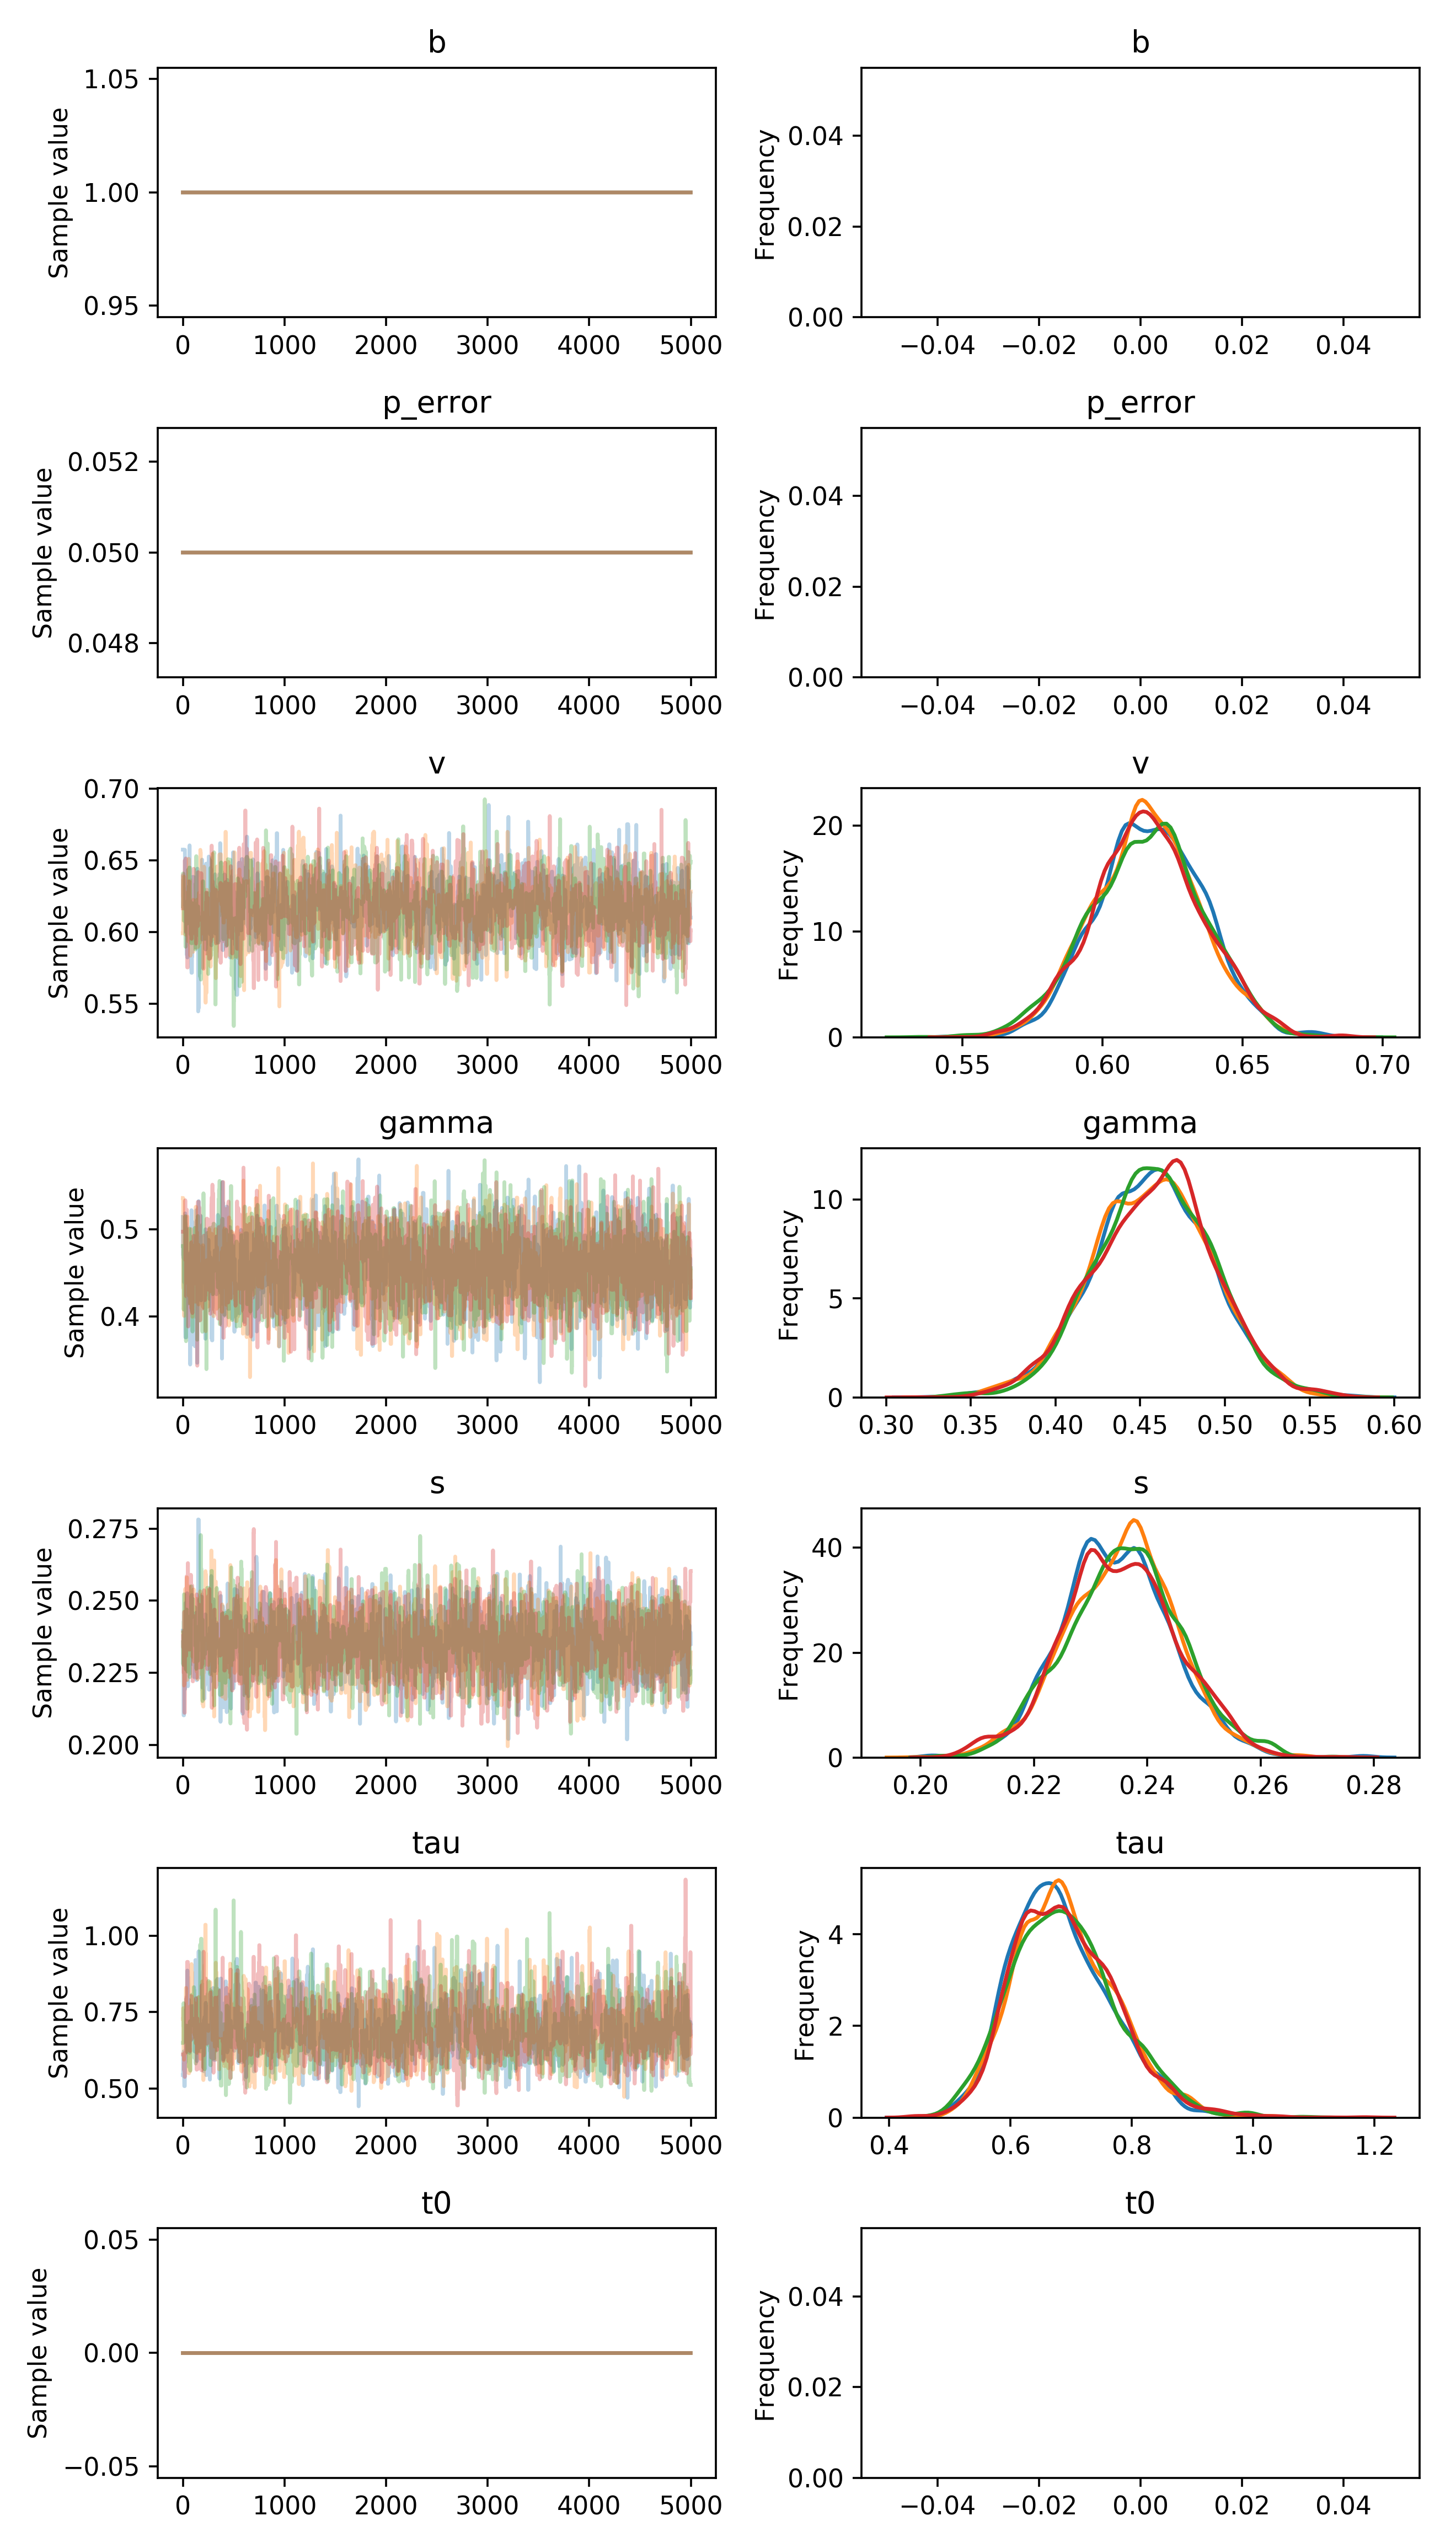 b
b
1.05
1.00
0.95
Sample value
0 1000 2000 3000 4000 5000
0.04
0.02
0.00
Frequency
−0.04 −0.02 0.00 0.02 0.04
p_error
p_error
0.052
0.050
0.048
Sample value
0 1000 2000 3000 4000 5000
0.04
0.02
0.00
Frequency
−0.04 −0.02 0.00 0.02 0.04
v
v
0.70
0.65
0.60
0.55
Sample value
0 1000 2000 3000 4000 5000
20
10
0
Frequency
0.55 0.60 0.65 0.70
gamma
gamma
0.5
0.4
Sample value
0 1000 2000 3000 4000 5000
10
5
0
Frequency
0.30 0.35 0.40 0.45 0.50 0.55 0.60
s
s
0.275
0.250
0.225
0.200
Sample value
0 1000 2000 3000 4000 5000
40
20
0
Frequency
0.20 0.22 0.24 0.26 0.28
tau
tau
1.00
0.75
0.50
Sample value
0 1000 2000 3000 4000 5000
4
2
0
Frequency
0.4 0.6 0.8 1.0 1.2
t0
t0
0.05
0.00
−0.05
Sample value
0 1000 2000 3000 4000 5000
0.04
0.02
0.00
Frequency
−0.04 −0.02 0.00 0.02 0.04